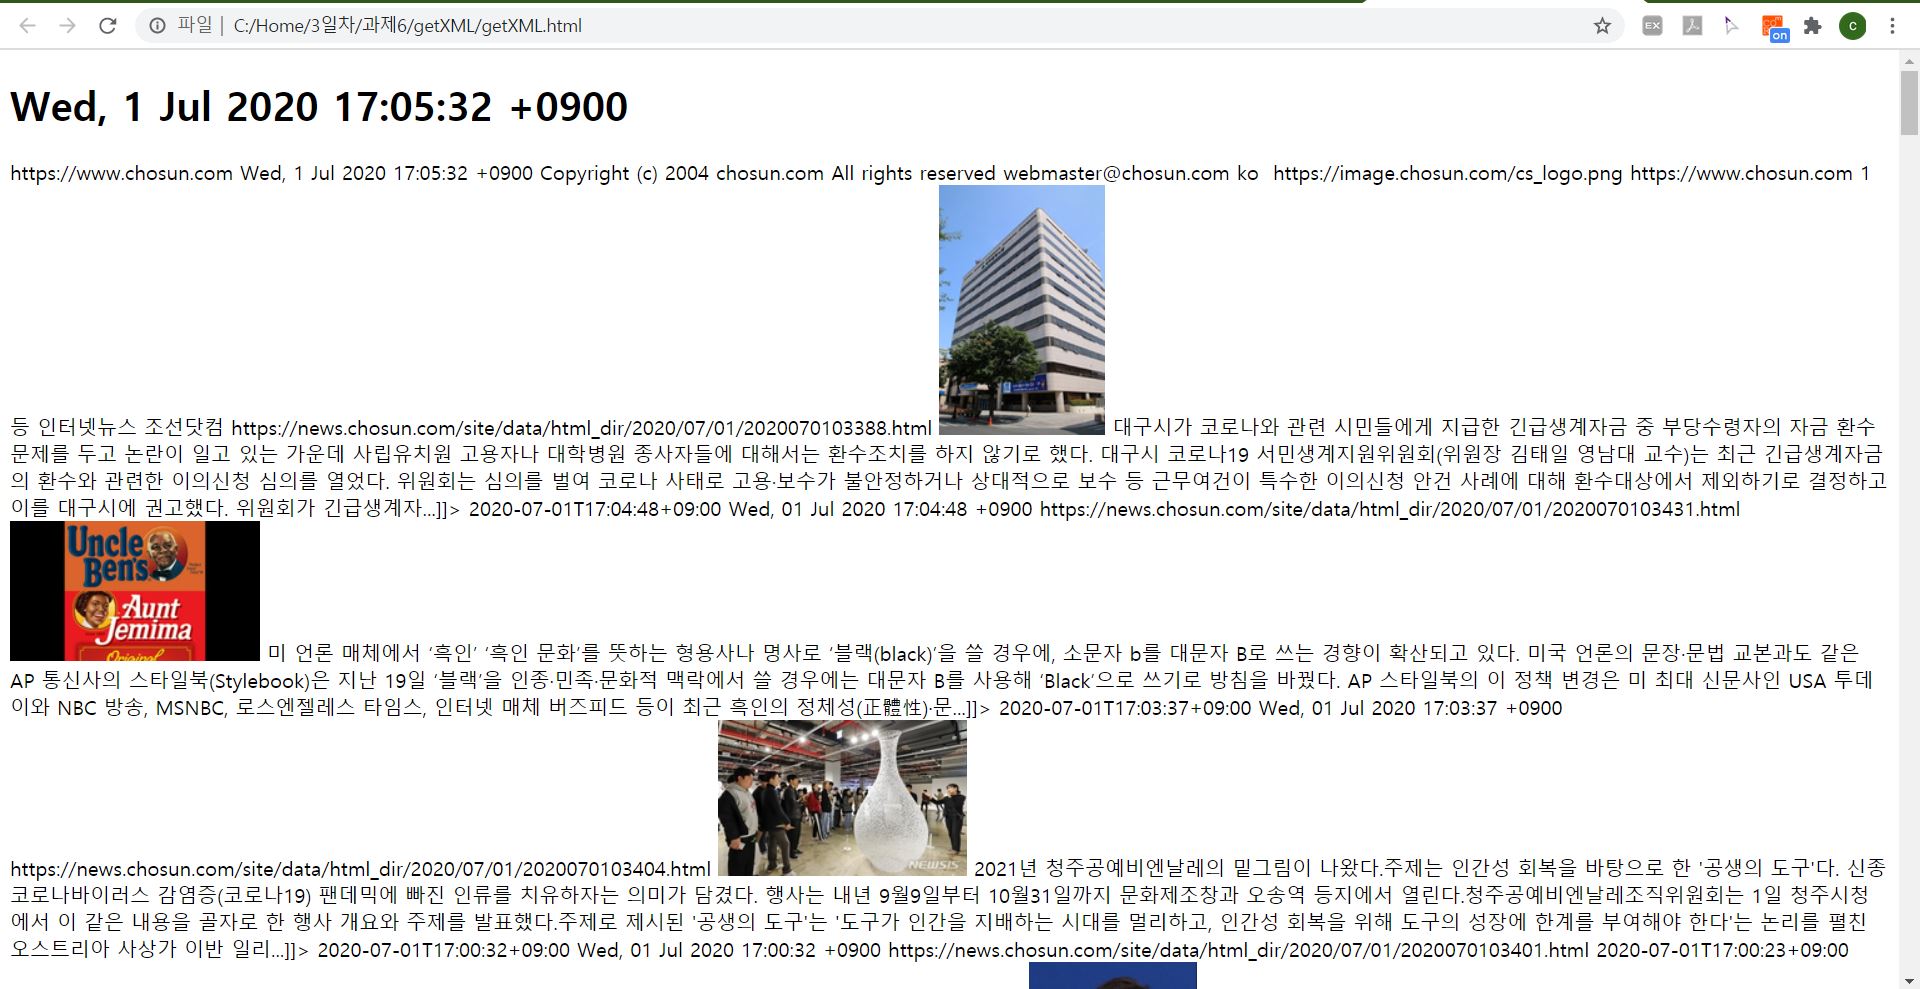 파일 | C:/Home/3일차/과제6/getXML/getXML.html
EX
on
C
Wed, 1 Jul 2020 17:05:32 +0900
https://www.chosun.com Wed, 1 Jul 2020 17:05:32 +0900 Copyright (c) 2004 chosun.com All rights reserved webmaster@chosun.com ko https://image.chosun.com/cs_logo.png https://www.chosun.com 1
등 인터넷뉴스 조선닷컴 https://news.chosun.com/site/data/html_dir/2020/07/01/2020070103388.html 대구시가 코로나와 관련 시민들에게 지급한 긴급생계자금 중 부당수령자의 자금 환수
문제를 두고 논란이 일고 있는 가운데 사립유치원 고용자나 대학병원 종사자들에 대해서는 환수조치를 하지 않기로 했다. 대구시 코로나19 서민생계지원위원회(위원장 김태일 영남대 교수)는 최근 긴급생계자금
의 환수와 관련한 이의신청 심의를 열었다. 위원회는 심의를 벌여 코로나 사태로 고용·보수가 불안정하거나 상대적으로 보수 등 근무여건이 특수한 이의신청 안건 사례에 대해 환수대상에서 제외하기로 결정하고
이를 대구시에 권고했다. 위원회가 긴급생계자...]]> 2020-07-01T17:04:48+09:00 Wed, 01 Jul 2020 17:04:48 +0900 https://news.chosun.com/site/data/html_dir/2020/07/01/2020070103431.html
Uncle
Ben's
Aunt
Jemima
Original
미 언론 매체에서 ‘흑인’ ‘흑인 문화’를 뜻하는 형용사나 명사로 ‘블랙(black)’을 쓸 경우에, 소문자 b를 대문자 B로 쓰는 경향이 확산되고 있다. 미국 언론의 문장·문법 교본과도 같은
AP 통신사의 스타일북(Stylebook)은 지난 19일 ‘블랙’을 인종·민족·문화적 맥락에서 쓸 경우에는 대문자 B를 사용해 ‘Black’으로 쓰기로 방침을 바꿨다. AP 스타일북의 이 정책 변경은 미 최대 신문사인 USA 투데
이와 NBC 방송, MSNBC, 로스엔젤레스 타임스, 인터넷 매체 버즈피드 등이 최근 흑인의 정체성(正體性)·문...]]> 2020-07-01T17:03:37+09:00 Wed, 01 Jul 2020 17:03:37 +0900
NEWSIS
https://news.chosun.com/site/data/html_dir/2020/07/01/2020070103404.html 2021년 청주공예비엔날레의 밑그림이 나왔다.주제는 인간성 회복을 바탕으로 한 '공생의 도구'다. 신종
코로나바이러스 감염증(코로나19) 팬데믹에 빠진 인류를 치유하자는 의미가 담겼다. 행사는 내년 9월9일부터 10월31일까지 문화제조창과 오송역 등지에서 열린다.청주공예비엔날레조직위원회는 1일 청주시청
에서 이 같은 내용을 골자로 한 행사 개요와 주제를 발표했다.주제로 제시된 '공생의 도구'는 '도구가 인간을 지배하는 시대를 멀리하고, 인간성 회복을 위해 도구의 성장에 한계를 부여해야 한다'는 논리를 펼친
오스트리아 사상가 이반 일리...]]> 2020-07-01T17:00:32+09:00 Wed, 01 Jul 2020 17:00:32 +0900 https://news.chosun.com/site/data/html_dir/2020/07/01/2020070103401.html 2020-07-01T17:00:23+09:00